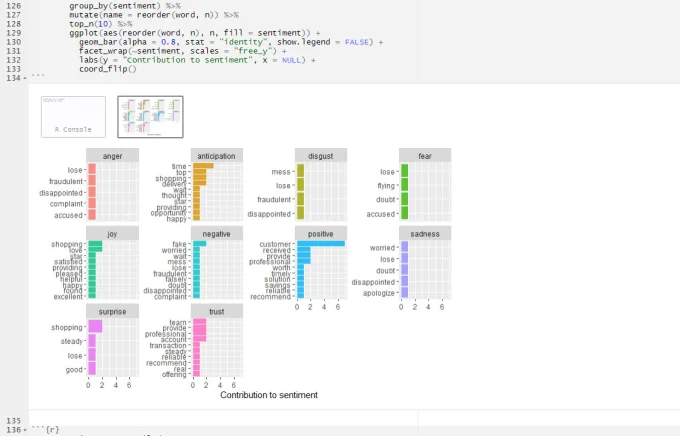 126 group_by(sentiment) %>%
127 mutate(name = reorder(word, n)) %>%
128 top_n(10) %>%
129 ggplot(aes(reorder(word, n), n, fill = sentiment)) +
130 geom_bar(alpha = 0.8, stat = "identity", show.legend = FALSE) +
131 facet_wrap(~sentiment, scales = "free_y") +
132 labs(y = "Contribution to sentiment", x = NULL) +
133 coord_flip()
134 ```
R Console
anger
lose
fraudulent
disappointed
complaint
accused
anticipation
time
top
shopping
delivery
wait
thought
star
providing
opportunity
happy
disgust
mess
lose
fraudulent
disappointed
fear
lose
flying
doubt
accused
joy
shopping
love
star
satisfied
providing
pleased
helpful
happy
found
excellent
negative
fake
worried
wait
mess
lose
fraudulent
falsely
doubt
disappointed
complaint
positive
customer
received
provide
professional
worth
timely
solution
savings
reliable
recommend
0 2 4 6
sadness
worried
lose
doubt
disappointed
apologize
0 2 4 6
surprise
shopping
steady
lose
good
0 2 4 6
trust
team
provide
professional
account
transaction
steady
reliable
recommend
real
offering
0 2 4 6
Contribution to sentiment
135
136 ```{r}